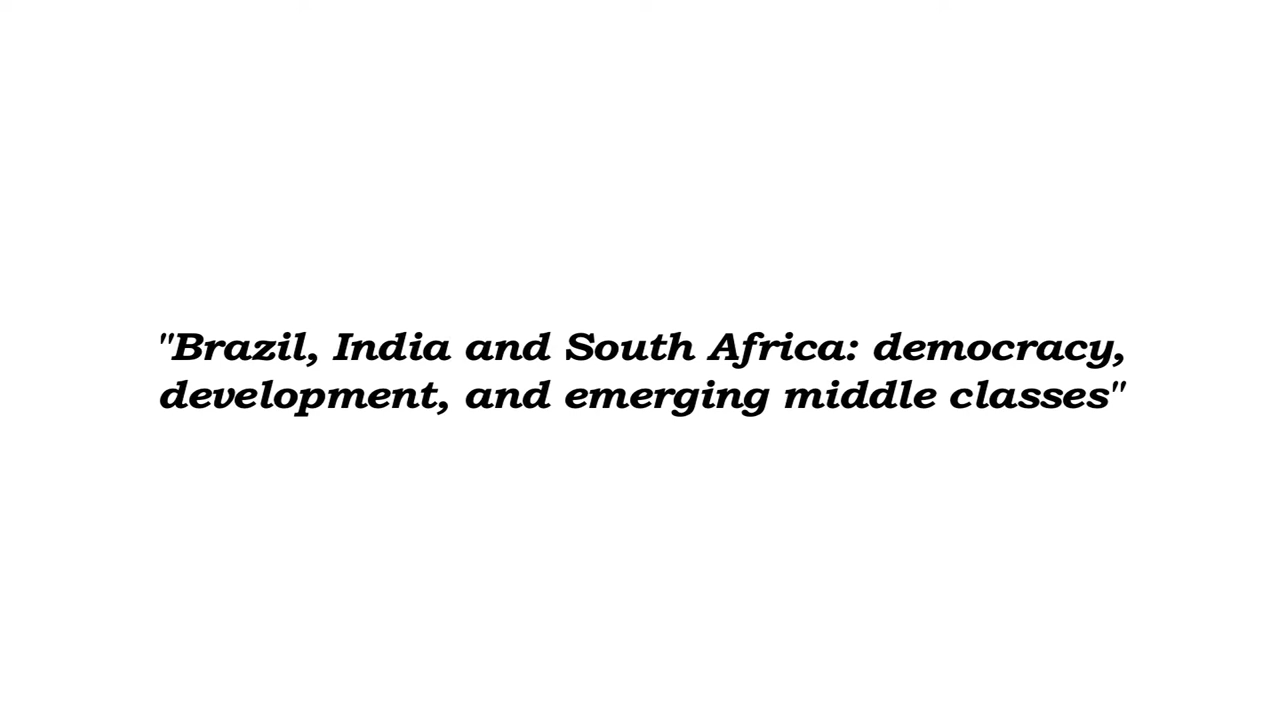 "Brazil, India and South Africa: democracy,
development, and emerging middle classes"